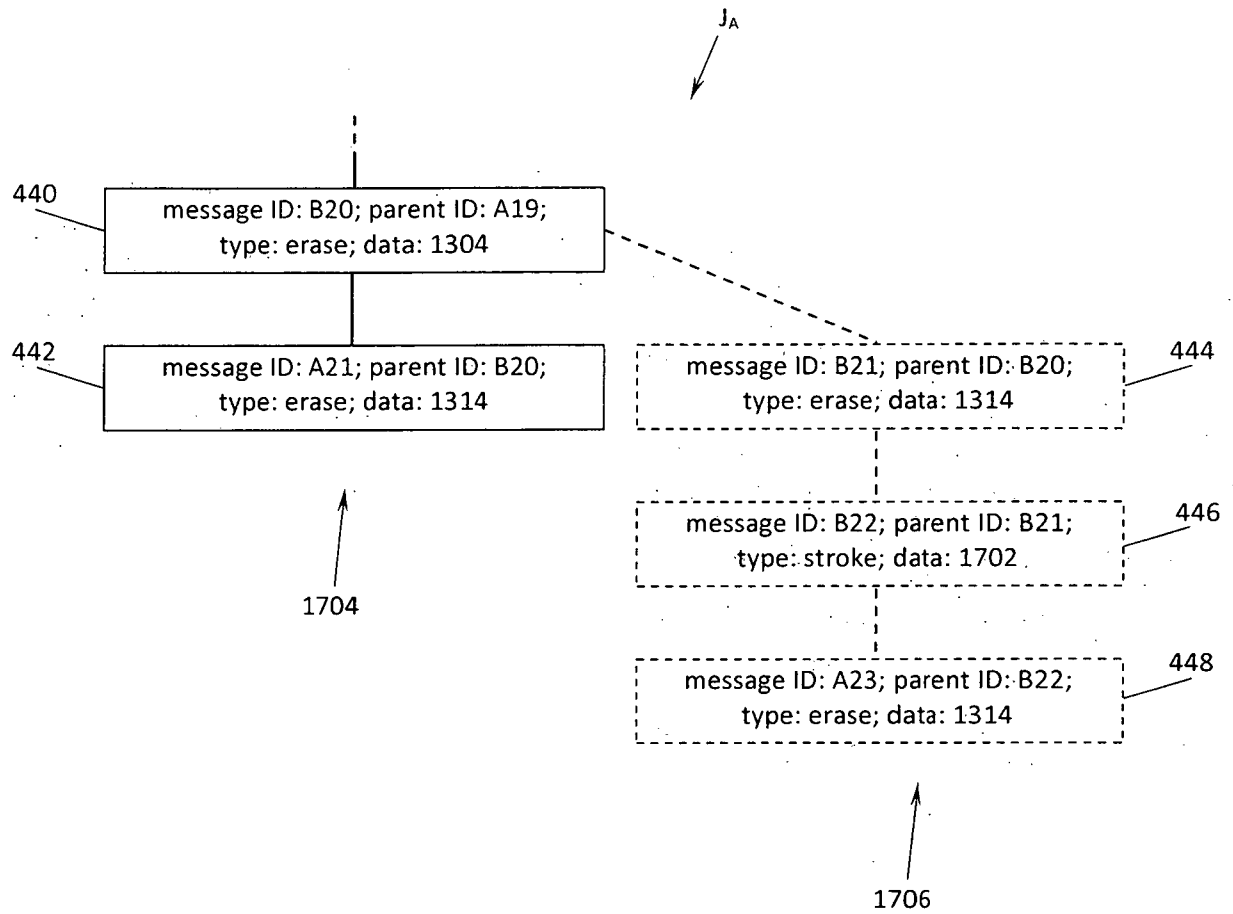 J_A
440
message ID: B20; parent ID: A19;
type: erase; data: 1304
442
message ID: A21; parent ID: B20;
type: erase; data: 1314
message ID: B21; parent ID: B20;
type: erase; data: 1314
444
message ID: B22; parent ID: B21;
type: stroke; data: 1702
446
1704
message ID: A23; parent ID: B22;
type: erase; data: 1314
448
1706